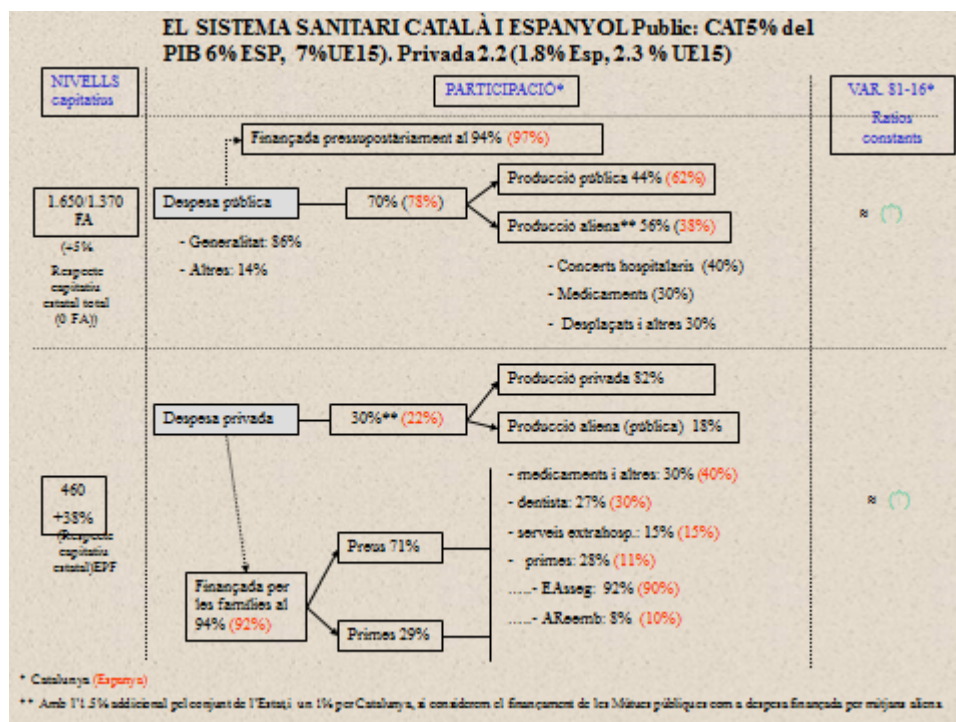 EL SISTEMA SANITARI CATALÀ I ESPANYOL Public: CAT5% del
PIB 6% ESP, 7%UE15). Privada 2.2 (1.8% Esp, 2.3 % UE15)
NIVELLS
capitatius
PARTICIPACIÓ*
VAR. 81-16*
Ratios
constants
Finançada pressupostàriament al 94% (97%)
1.650/1.370
FA
(+5%
Respecte
capitatiu
estatal total
(0 FA))
Despesa pública
70% (78%)
Producció pública 44% (62%)
Producció aliena** 56% (38%)
- Generalitat: 86%
- Altres: 14%
- Concerts hospitalaris (40%)
- Medicaments (30%)
- Desplaçats i altres 30%
≈ (↑)
Despesa privada
30%** (22%)
Producció privada 82%
Producció aliena (pública) 18%
460
+38%
(Respecte
capitatiu
estatal)EPF
- medicaments i altres: 30% (40%)
- dentista: 27% (30%)
- serveis extrahosp.: 15% (15%)
- primes: 28% (11%)
.....- EAsseg: 92% (90%)
.....- AReemb: 8% (10%)
≈ (↑)
Preus 71%
Finançada per
les famílies al
94% (92%)
Primes 29%
* Catalunya (Espanya)
** Amb l'1.5% addicional pel conjunt de l'Estat, i un 1% per Catalunya, si considerem el finançament de les Mútues públiques com a despesa finançada per mitjans aliens